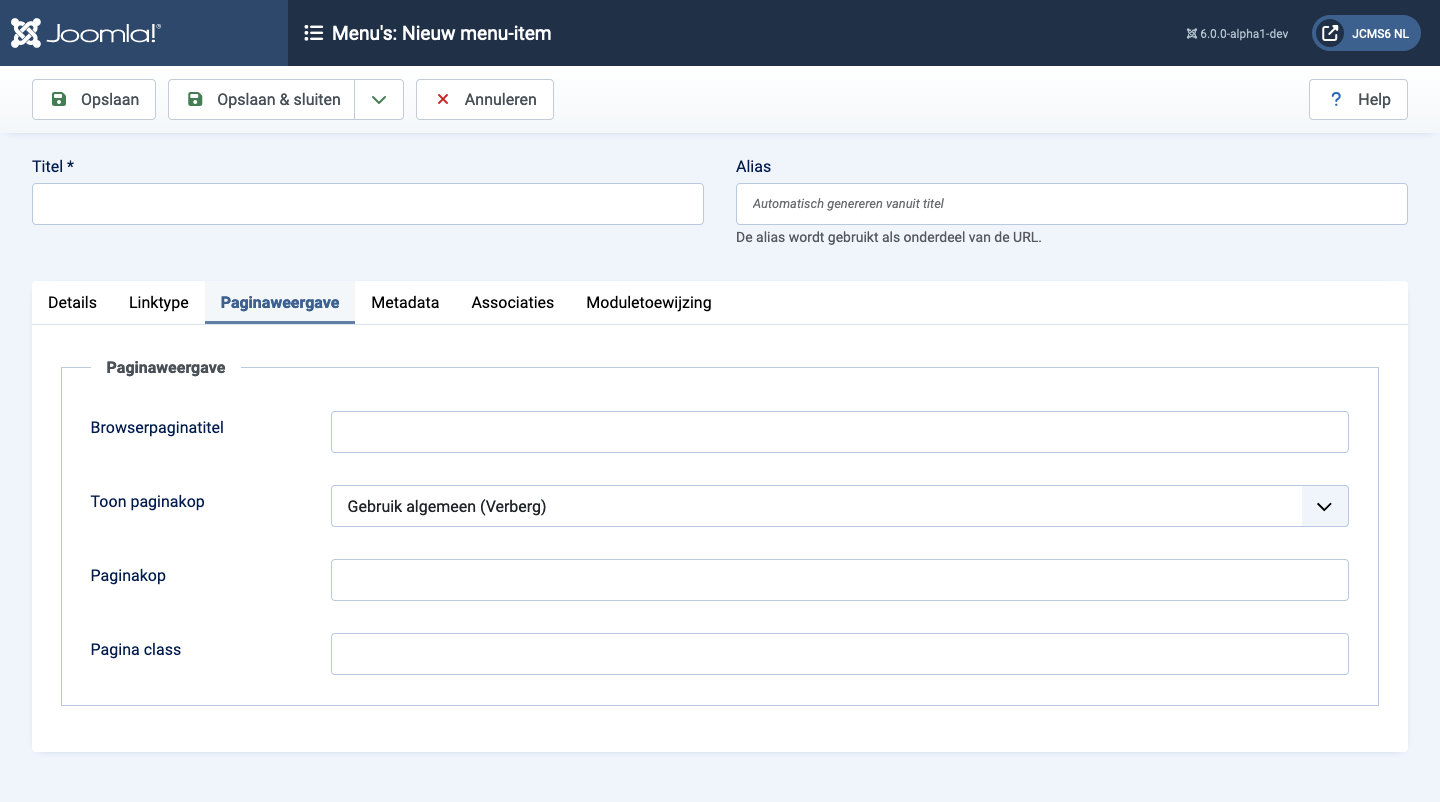 Joomla!®
Menu's: Nieuw menu-item
6.0.0-alpha1-dev
JCMS6 NL
Opslaan
Opslaan & sluiten
Annuleren
? Help
Titel *
Alias
Automatisch genereren vanuit titel
De alias wordt gebruikt als onderdeel van de URL.
Details Linktype Paginaweergave Metadata Associaties Moduletoewijzing
Paginaweergave
Browserpaginatitel
Toon paginakop
Gebruik algemeen (Verberg)
Paginakop
Pagina class